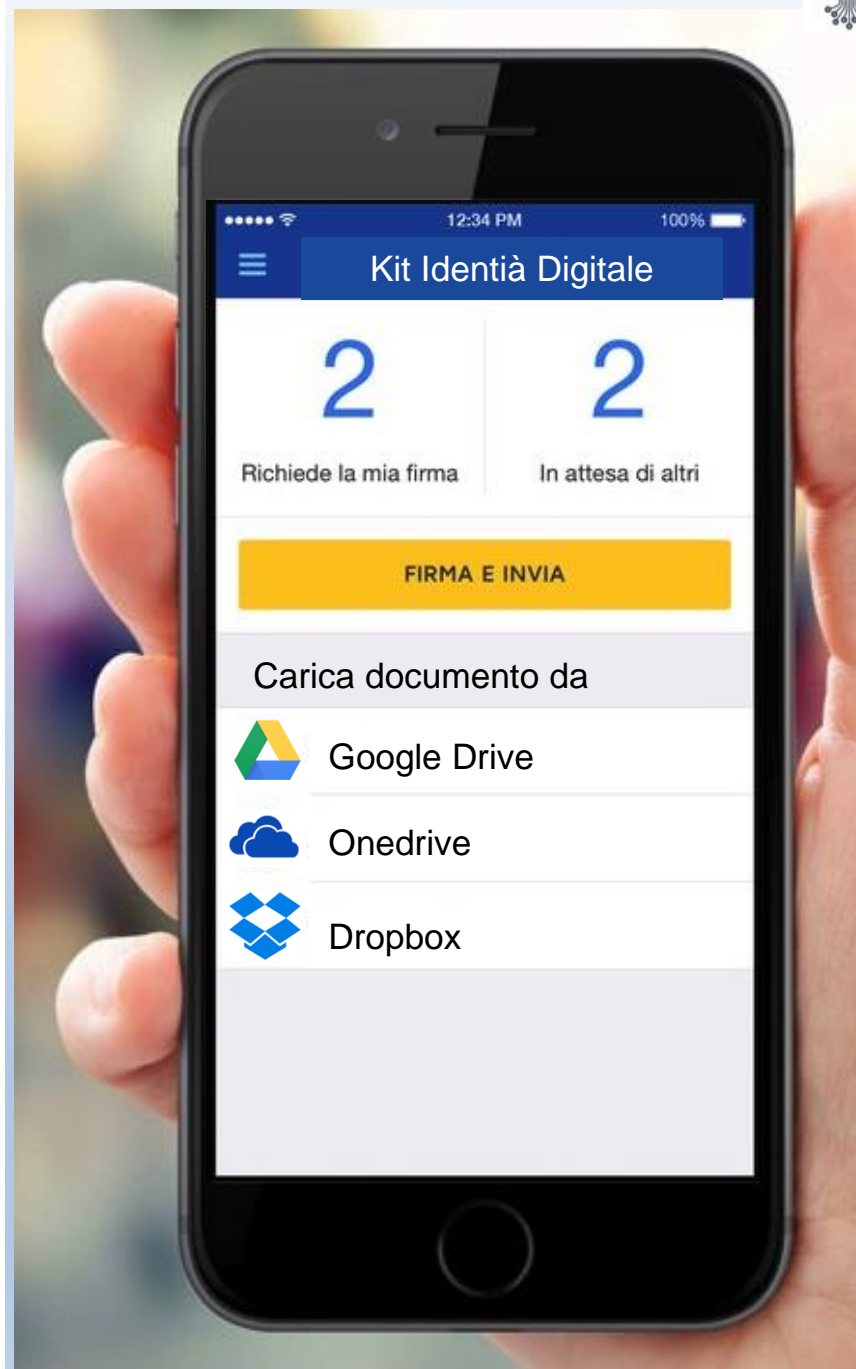 12:34 PM 100%
Kit Identià Digitale
2 2
Richiede la mia firma In attesa di altri
FIRMA E INVIA
Carica documento da
Google Drive
Onedrive
Dropbox